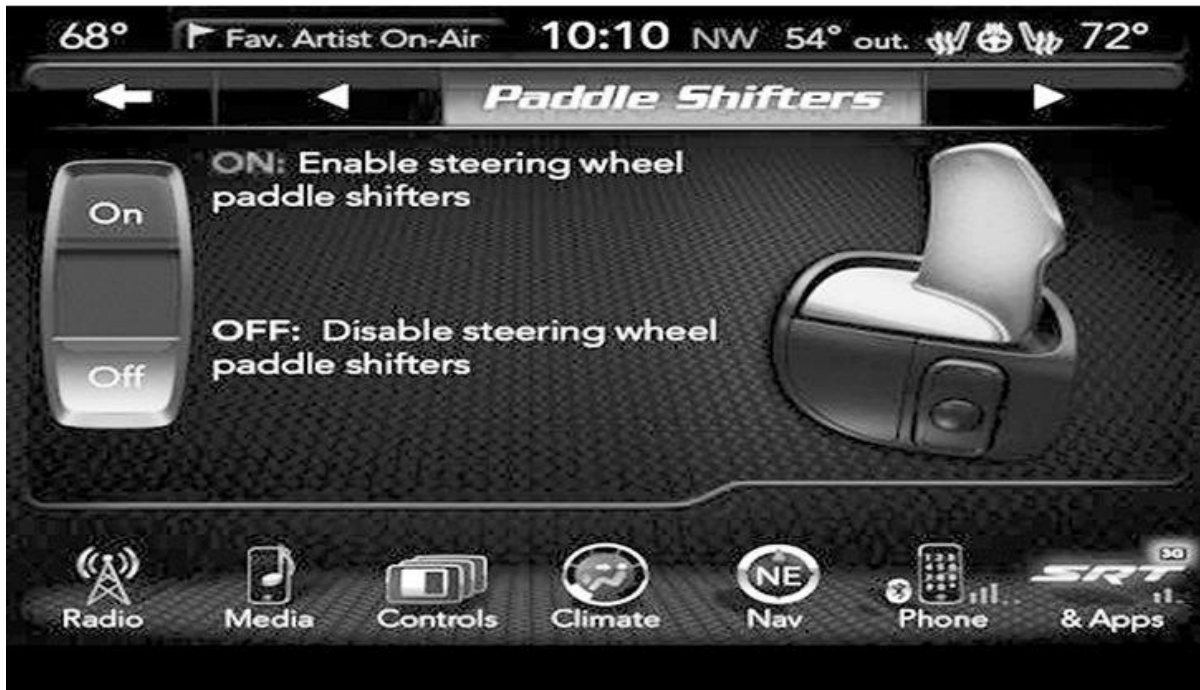 68° Fav. Artist On-Air 10:10 NW 54° out. 72°
Paddle Shifters
ON: Enable steering wheel
paddle shifters
On
OFF: Disable steering wheel
paddle shifters
Off
NE
3G
SRT
Radio Media Controls Climate Nav Phone & Apps